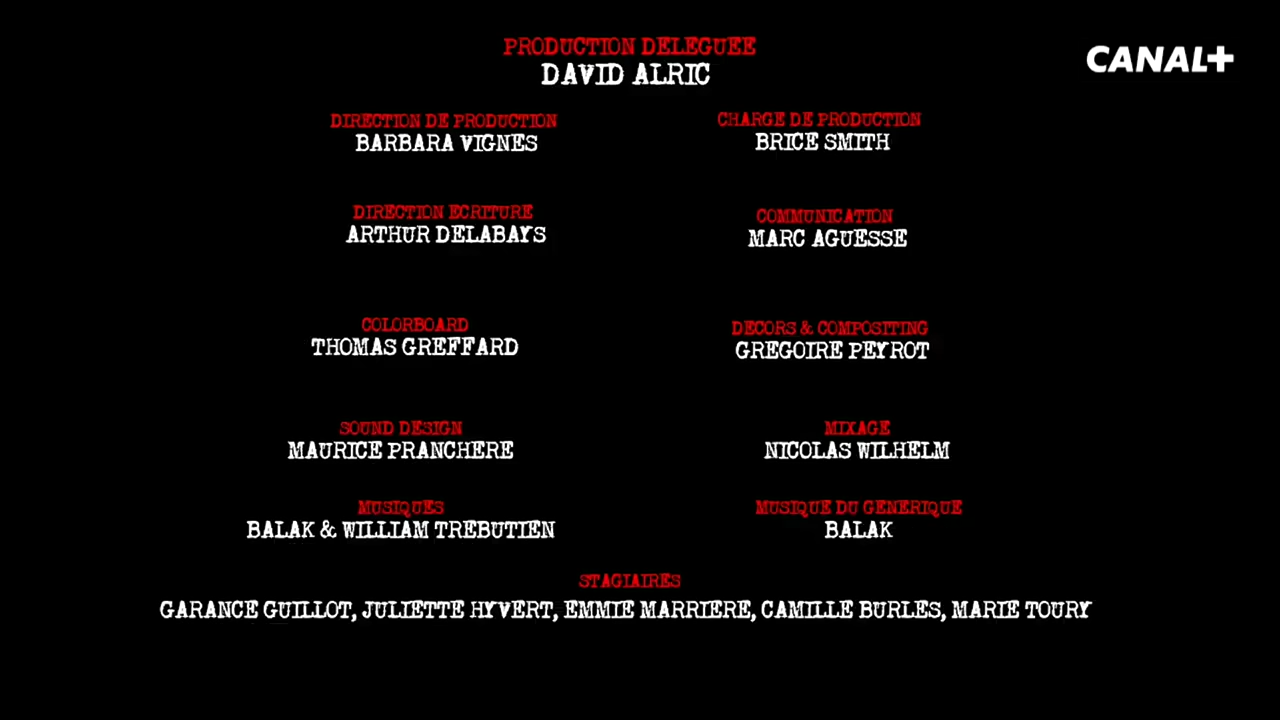 PRODUCTION DELEGUEE
DAVID ALRIC
CANAL+
DIRECTION DE PRODUCTION
BARBARA VIGNES
CHARGE DE PRODUCTION
BRICE SMITH
DIRECTION ECRITURE
ARTHUR DELABAYS
COMMUNICATION
MARC AGUESSE
COLORBOARD
THOMAS GREFFARD
DECORS & COMPOSITING
GREGOIRE PEYROT
SOUND DESIGN
MAURICE PRANCHERE
MIXAGE
NICOLAS WILHELM
MUSIQUES
BALAK & WILLIAM TREBUTIEN
MUSIQUE DU GENERIQUE
BALAK
STAGIAIRES
GARANCE GUILLOT, JULIETTE HYVERT, EMMIE MARRIERE, CAMILLE BURLES, MARIE TOURY